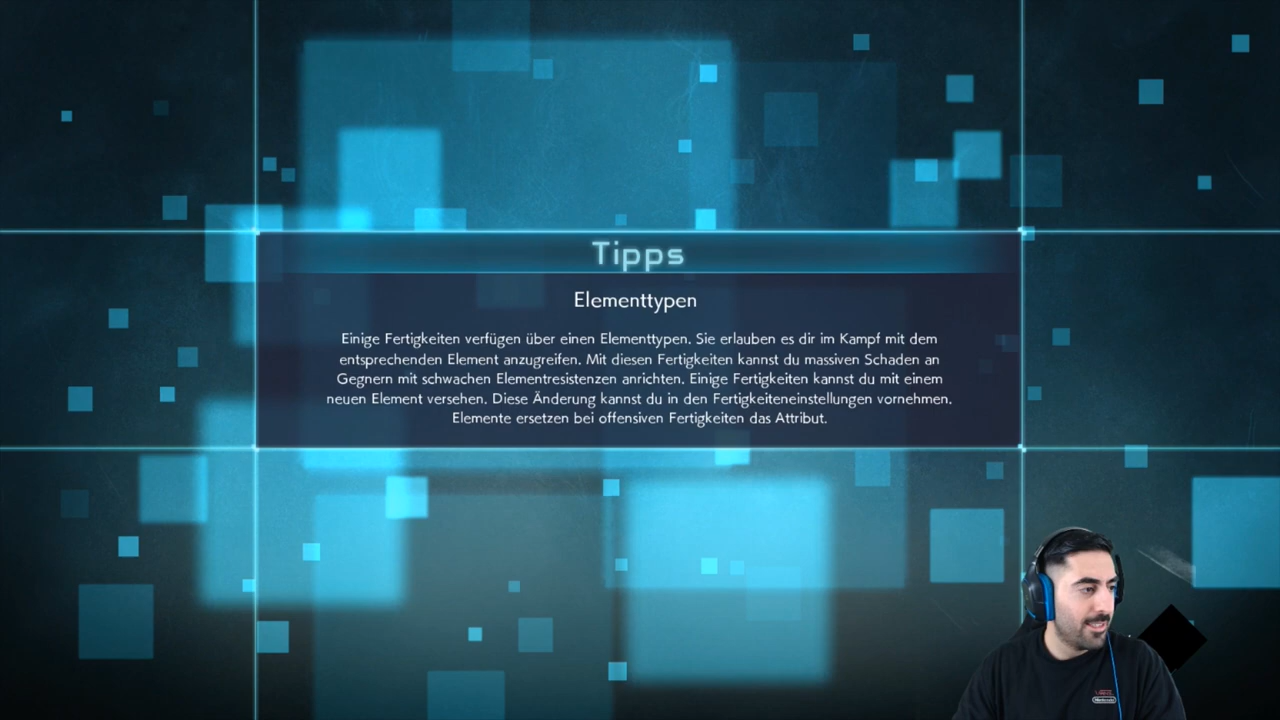 Tipps
Elementtypen
Einige Fertigkeiten verfügen über einen Elementtypen. Sie erlauben es dir im Kampf mit dem
entsprechenden Element anzugreifen. Mit diesen Fertigkeiten kannst du massiven Schaden an
Gegnern mit schwachen Elementresistenzen anrichten. Einige Fertigkeiten kannst du mit einem
neuen Element versehen. Diese Änderung kannst du in den Fertigkeiteneinstellungen vornehmen.
Elemente ersetzen bei offensiven Fertigkeiten das Attribut.
Nintendo